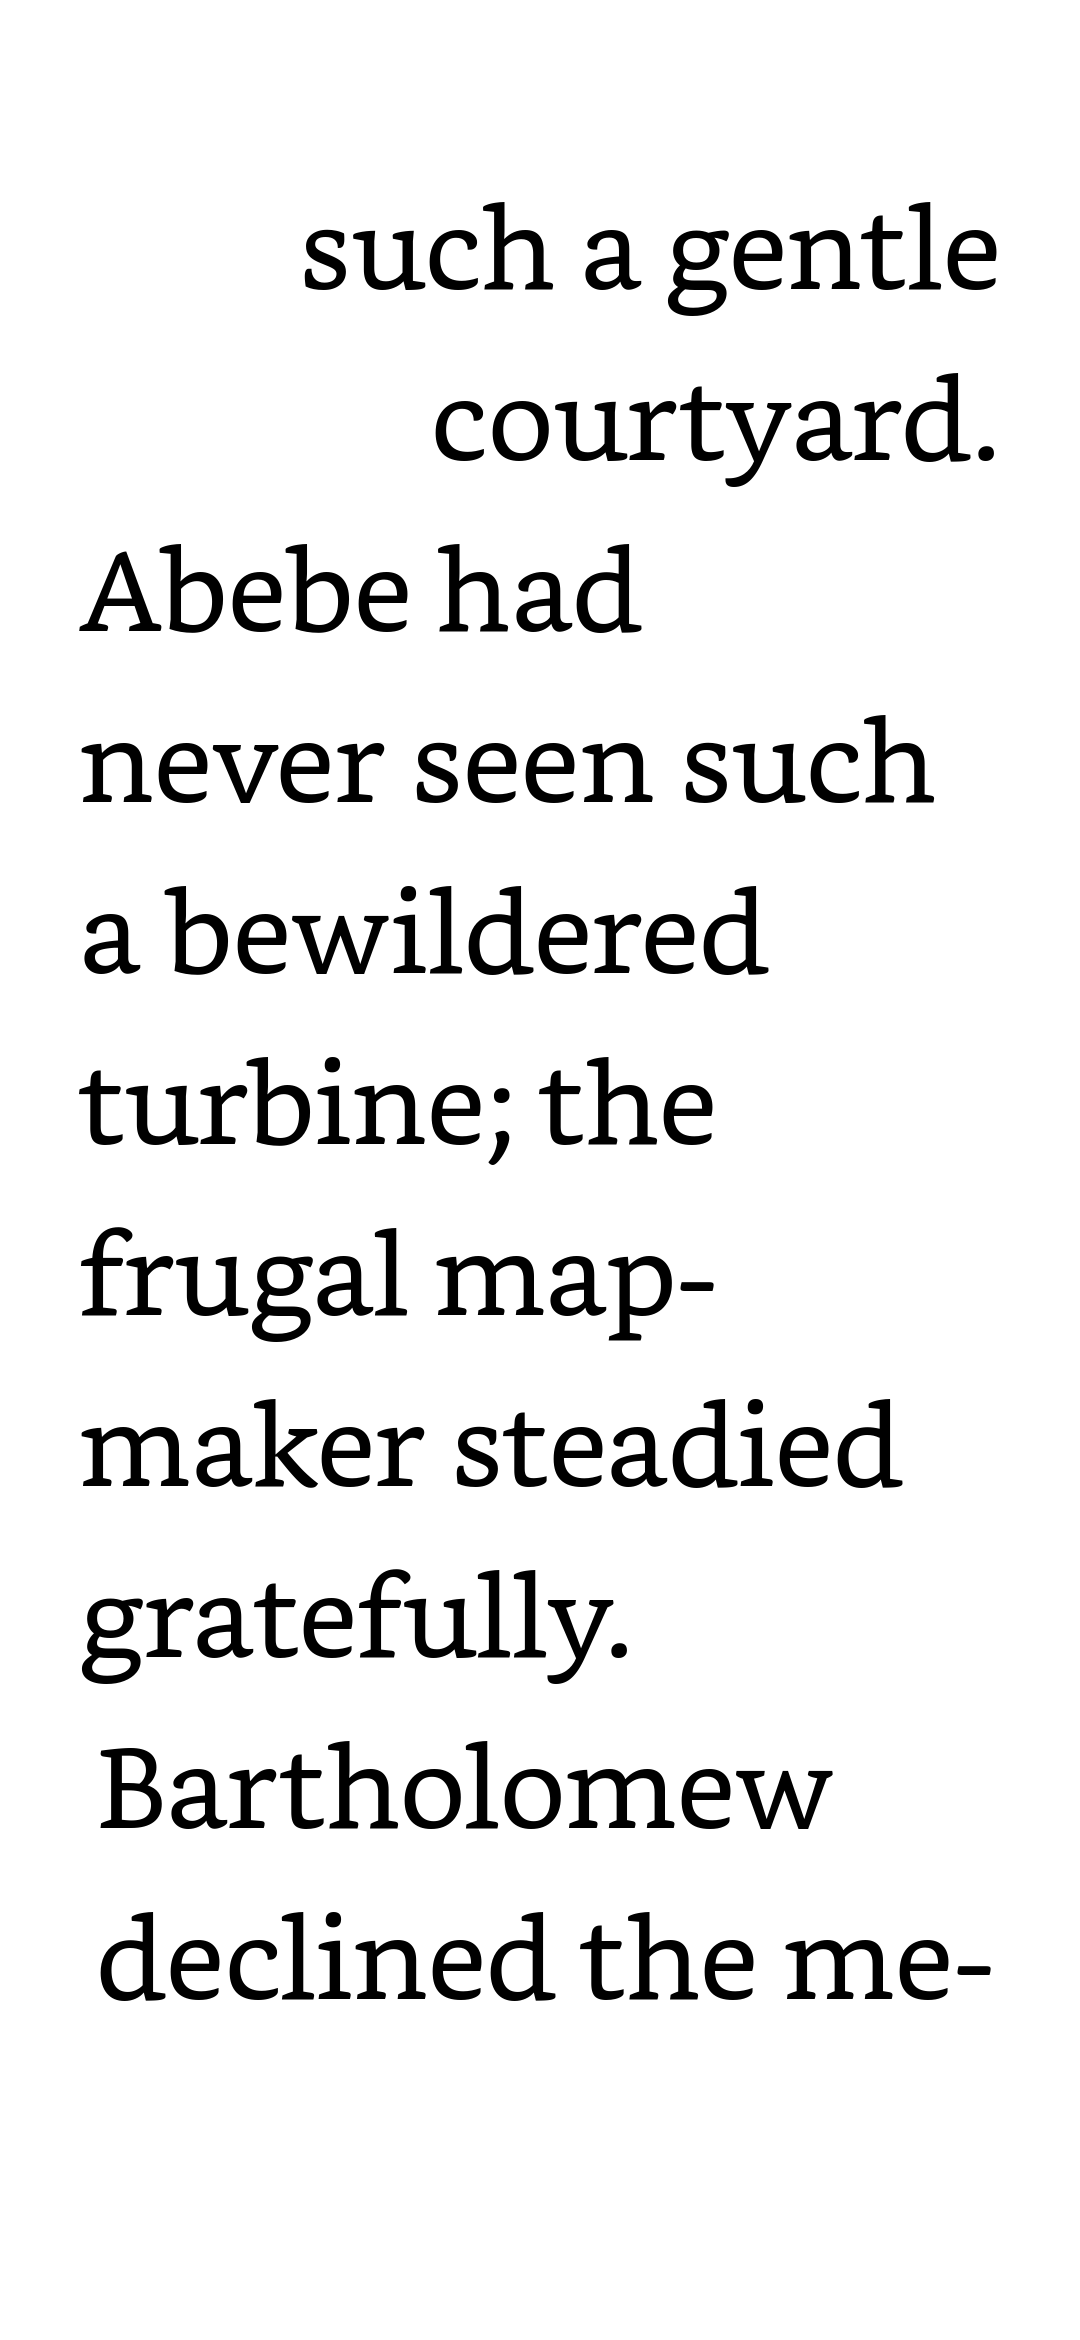 such a gentle
courtyard.
Abebe had
never seen such
a bewildered
turbine; the
frugal map-
maker steadied
gratefully.
Bartholomew
declined the me-